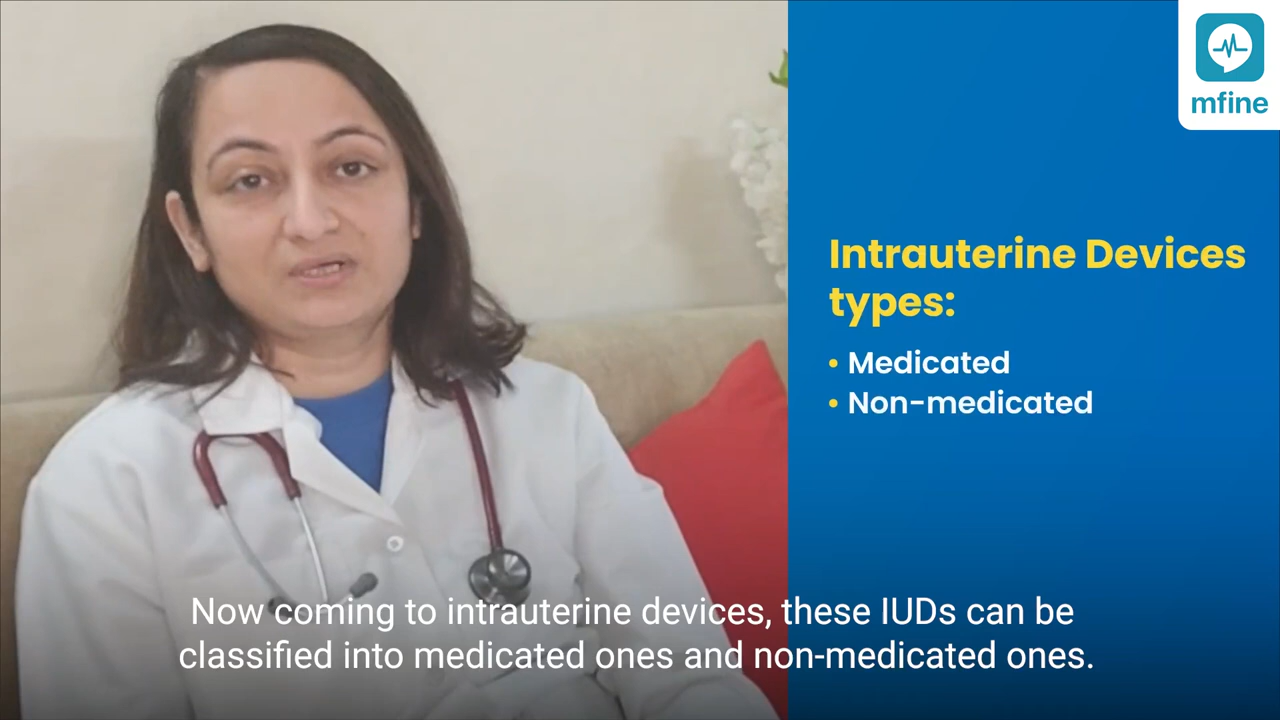 mfine
Intrauterine Devices
types:
• Medicated
• Non-medicated
Now coming to intrauterine devices, these IUDs can be
classified into medicated ones and non-medicated ones.